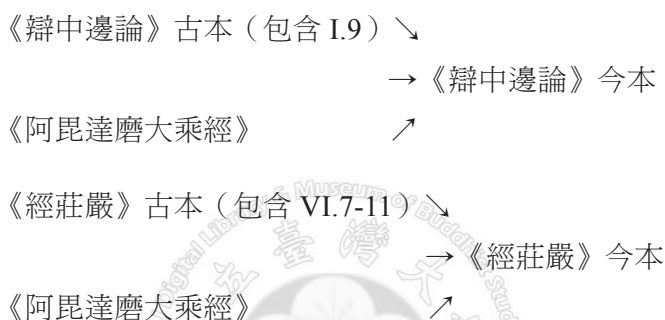 《辯中邊論》古本（包含 I.9）↘
→《辯中邊論》今本
《阿毘達磨大乘經》 ↗
《經莊嚴》古本（包含 VI.7-11）↘
→《經莊嚴》今本
《阿毘達磨大乘經》 ↗